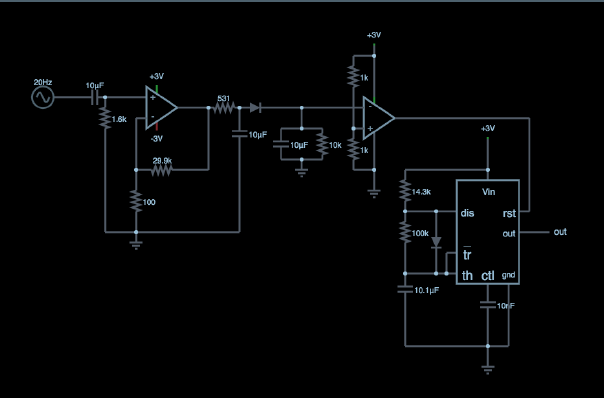 20Hz
10μF
1.6k
+3V
+
-
-3V
29.9k
100
531
10μF
10μF
10k
+3V
1k
-
+
1k
+3V
14.3k
100k
10.1μF
Vin
dis
rst
out
out
tr
th
ctl
gnd
10nF